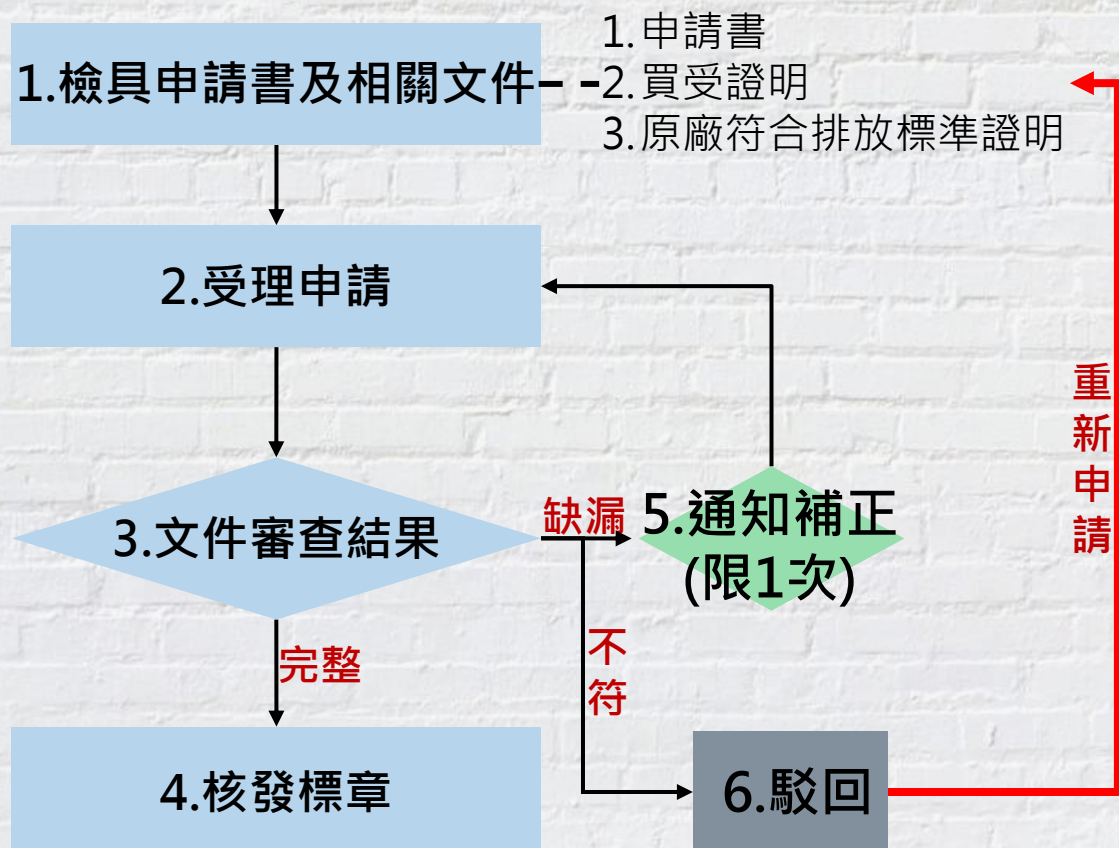 1.檢具申請書及相關文件
1.申請書
2.買受證明
3.原廠符合排放標準證明
2.受理申請
3.文件審查結果
缺漏
5.通知補正
(限1次)
重新申請
完整
不符
4.核發標章
6.駁回